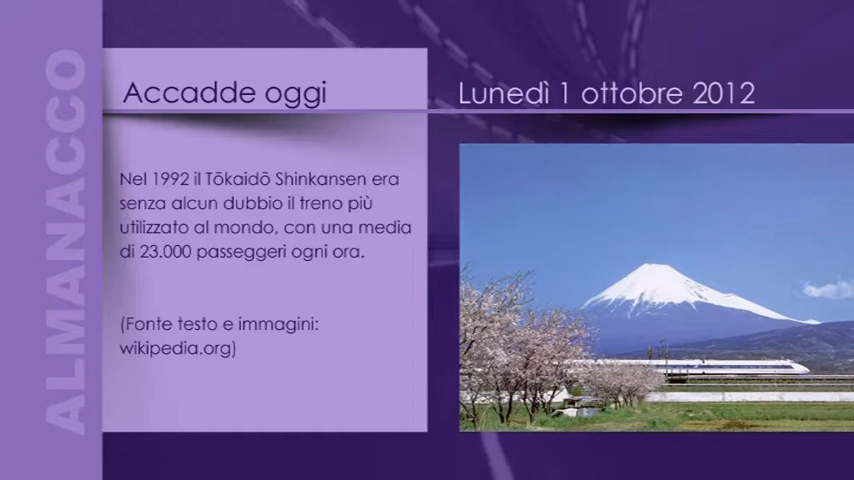 ALMANACCO
Accadde oggi
Lunedì 1 ottobre 2012
Nel 1992 il Tōkaidō Shinkansen era
senza alcun dubbio il treno più
utilizzato al mondo, con una media
di 23.000 passeggeri ogni ora.
(Fonte testo e immagini:
wikipedia.org)